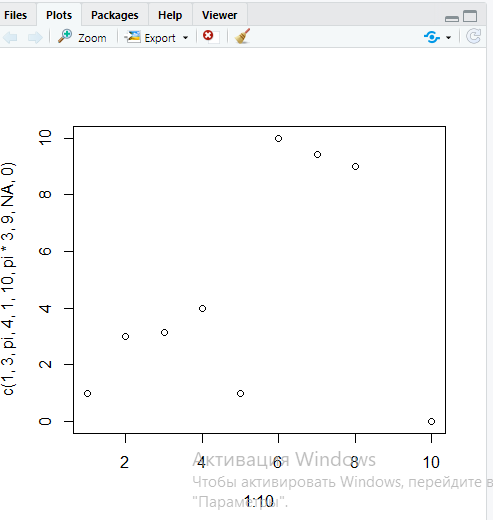 Files Plots Packages Help Viewer
Zoom Export
c(1, 3, pi, 4, 1, 10, pi * 3, 9, NA, 0)
10
8
6
4
2
0
2 4 6 8 10
1:10
Активация Windows
Чтобы активировать Windows, перейдите в
"Параметры".